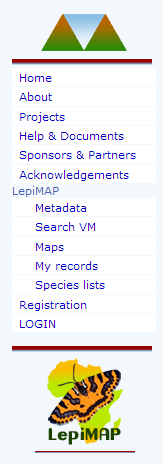 Home
About
Projects
Help & Documents
Sponsors & Partners
Acknowledgements
LepiMAP
Metadata
Search VM
Maps
My records
Species lists
Registration
LOGIN
LepiMAP